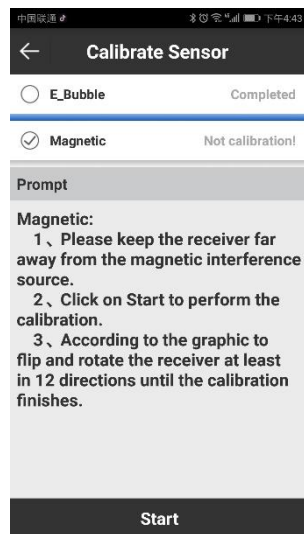 中国联通 下午4:43
Calibrate Sensor
E_Bubble Completed
Magnetic Not calibration!
Prompt
Magnetic:
1、Please keep the receiver far
away from the magnetic interference
source.
2、Click on Start to perform the
calibration.
3、According to the graphic to
flip and rotate the receiver at least
in 12 directions until the calibration
finishes.
Start